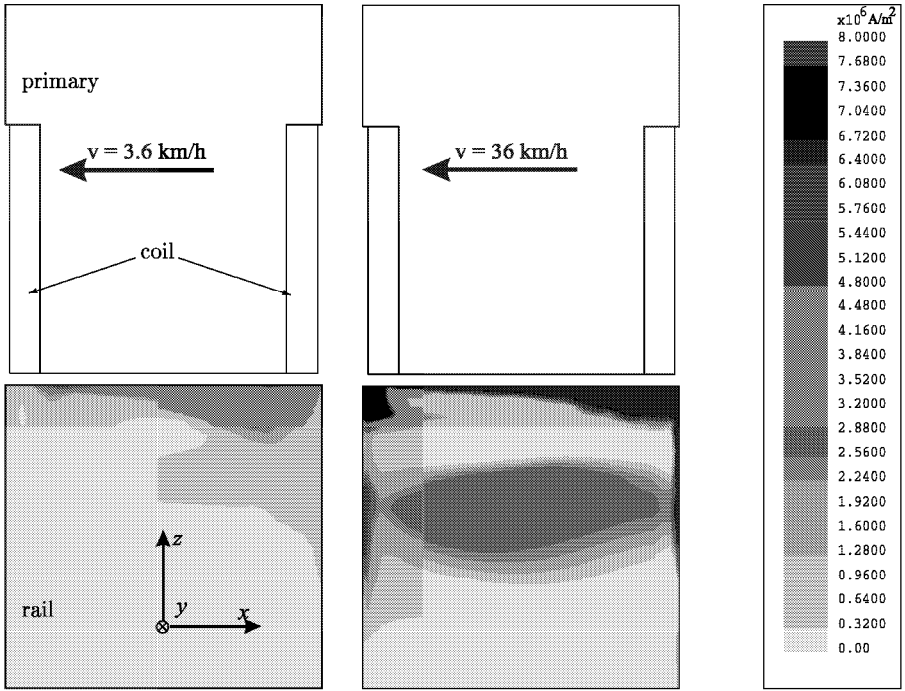 primary
v = 3.6 km/h
coil
rail
z
y
x
v = 36 km/h
x10⁶ A/m²
8.0000
7.6800
7.3600
7.0400
6.7200
6.4000
6.0800
5.7600
5.4400
5.1200
4.8000
4.4800
4.1600
3.8400
3.5200
3.2000
2.8800
2.5600
2.2400
1.9200
1.6000
1.2800
0.9600
0.6400
0.3200
0.00